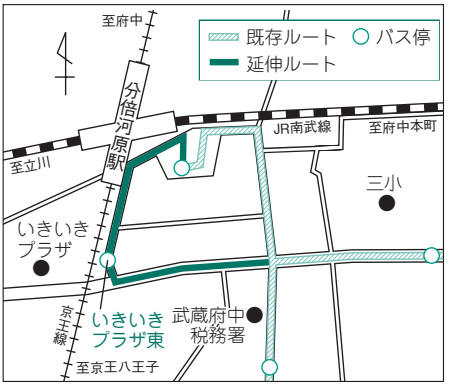 至府中
既存ルート
バス停
延伸ルート
分倍河原駅
JR南武線
至府中本町
至立川
三小
いきいき
プラザ
京王線
いきいき
プラザ東
武蔵府中
税務署
至京王八王子